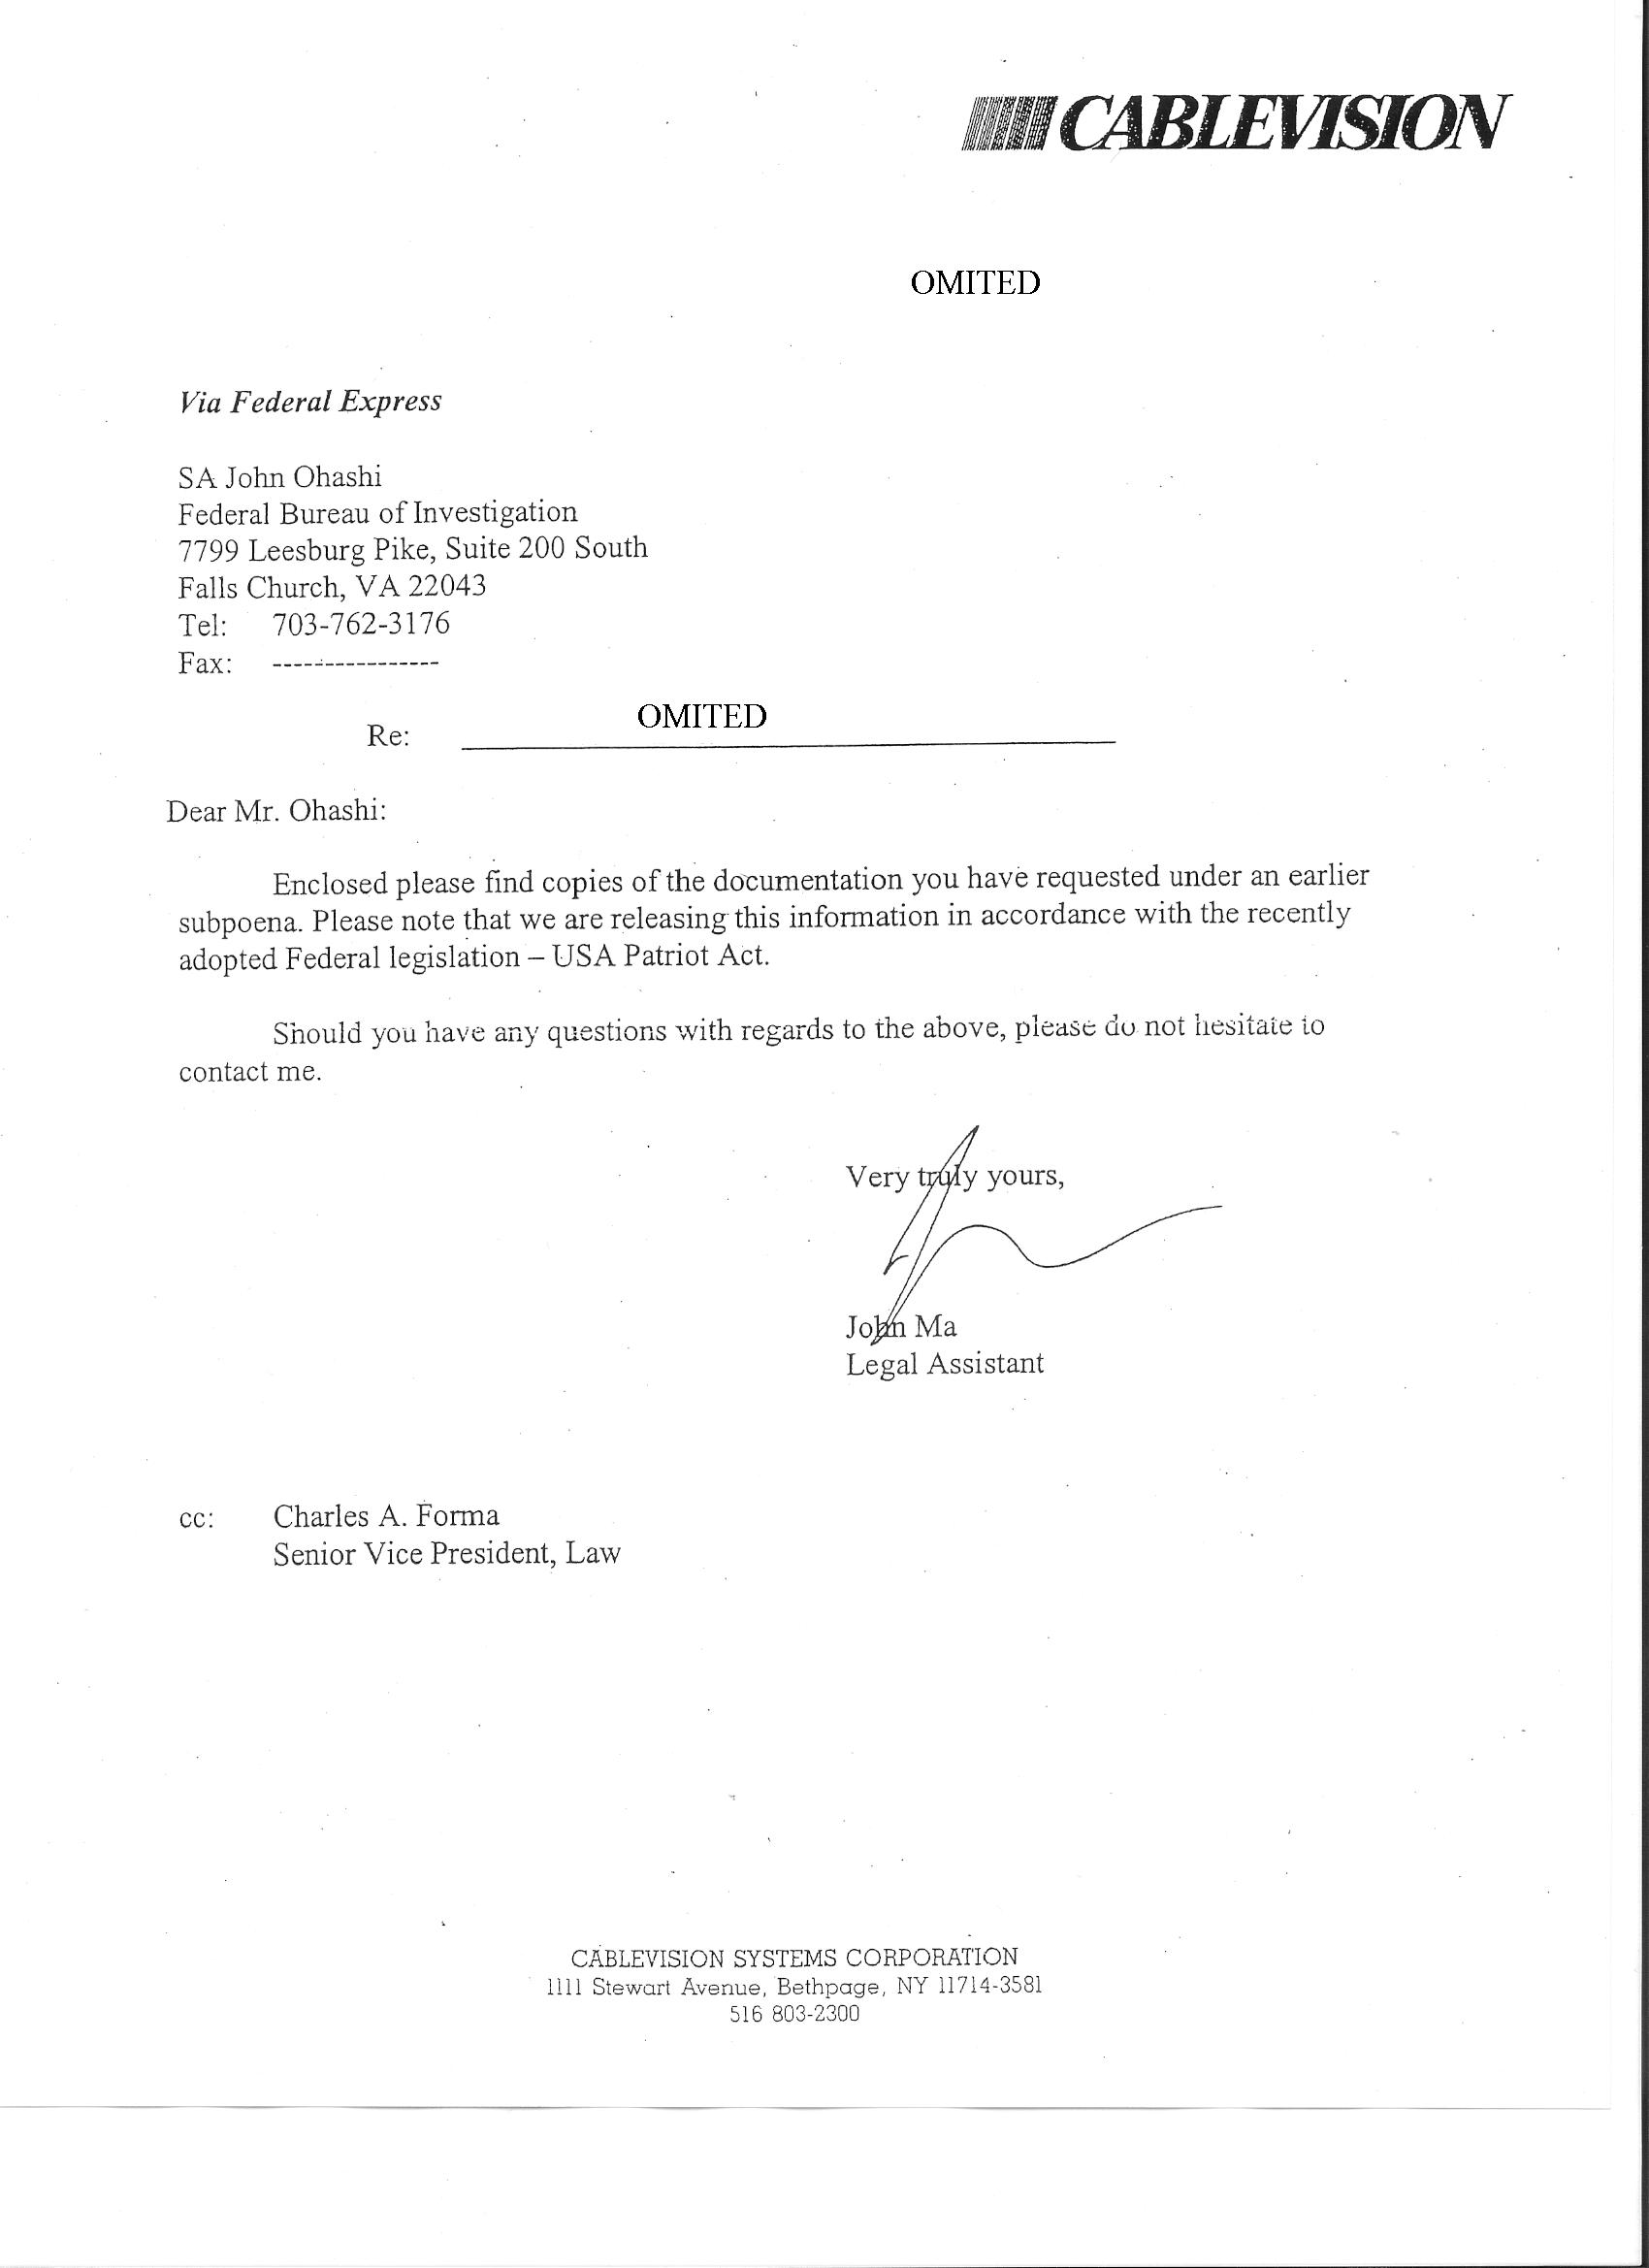 CABLEVISION
OMITED
Via Federal Express
SA John Ohashi
Federal Bureau of Investigation
7799 Leesburg Pike, Suite 200 South
Falls Church, VA 22043
Tel: 703-762-3176
Fax: ----------------
OMITED
Re:
Dear Mr. Ohashi:
Enclosed please find copies of the documentation you have requested under an earlier
subpoena. Please note that we are releasing this information in accordance with the recently
adopted Federal legislation – USA Patriot Act.
Should you have any questions with regards to the above, please do not hesitate to
contact me.
Very truly yours,
John Ma
Legal Assistant
cc: Charles A. Forma
Senior Vice President, Law
CABLEVISION SYSTEMS CORPORATION
1111 Stewart Avenue, Bethpage, NY 11714-3581
516 803-2300